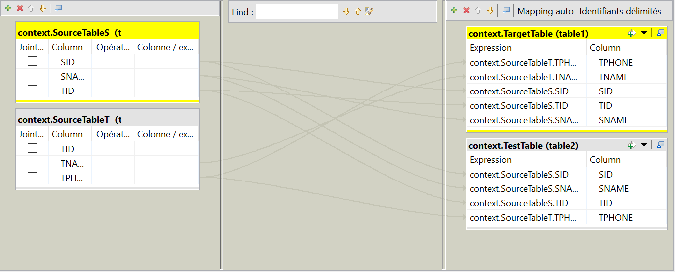 context.SourceTableS (t
Joint... Column Opérat... Colonne / ex...
SID
SNA...
TID
context.SourceTableT (t
Joint... Column Opérat... Colonne / ex...
TID
TNA...
TPH...
Find :
Mapping auto Identifiants délimités
context.TargetTable (table1)
Expression Column
context.SourceTableT.TPH... TPHONE
context.SourceTableT.TNA... TNAME
context.SourceTableS.SID SID
context.SourceTableS.TID TID
context.SourceTableS.SNA... SNAME
context.TestTable (table2)
Expression Column
context.SourceTableS.SID SID
context.SourceTableS.SNA... SNAME
context.SourceTableS.TID TID
context.SourceTableT.TPH... TPHONE